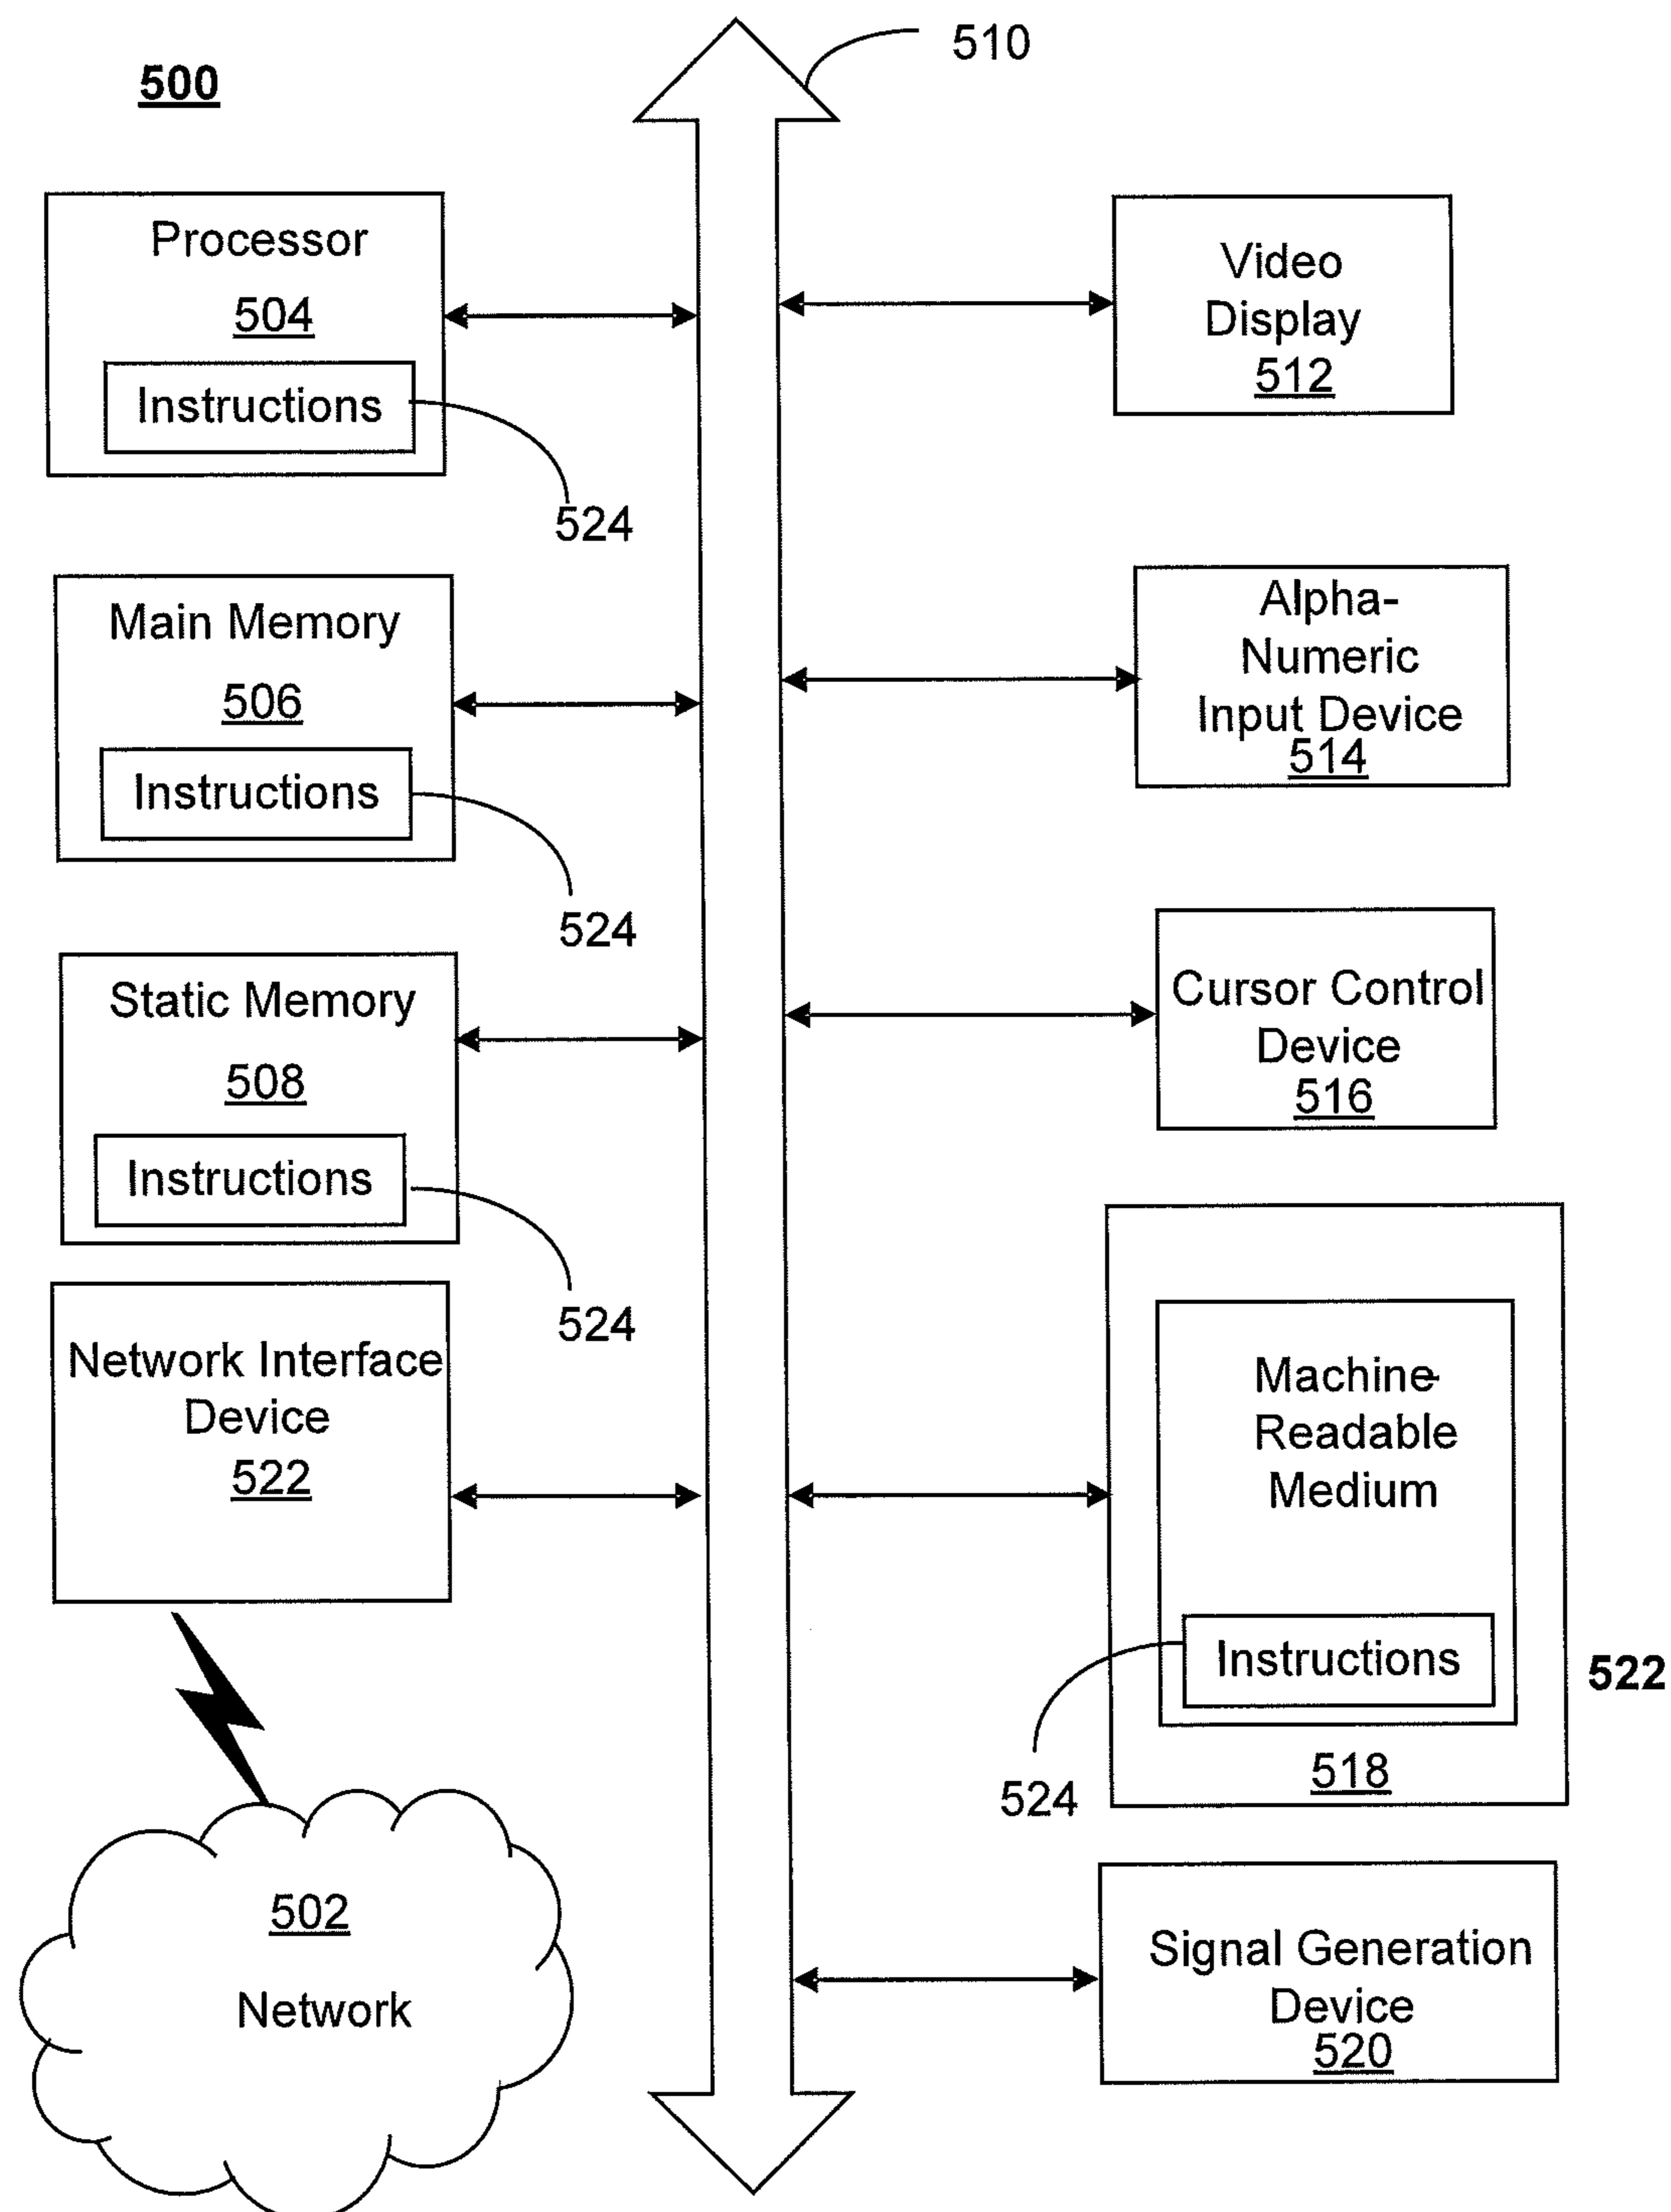 500
510
Processor
504
Instructions
524
Main Memory
506
Instructions
524
Static Memory
508
Instructions
524
Network Interface
Device
522
502
Network
Video
Display
512
Alpha-
Numeric
Input Device
514
Cursor Control
Device
516
Machine-
Readable
Medium
Instructions
524
518
522
Signal Generation
Device
520